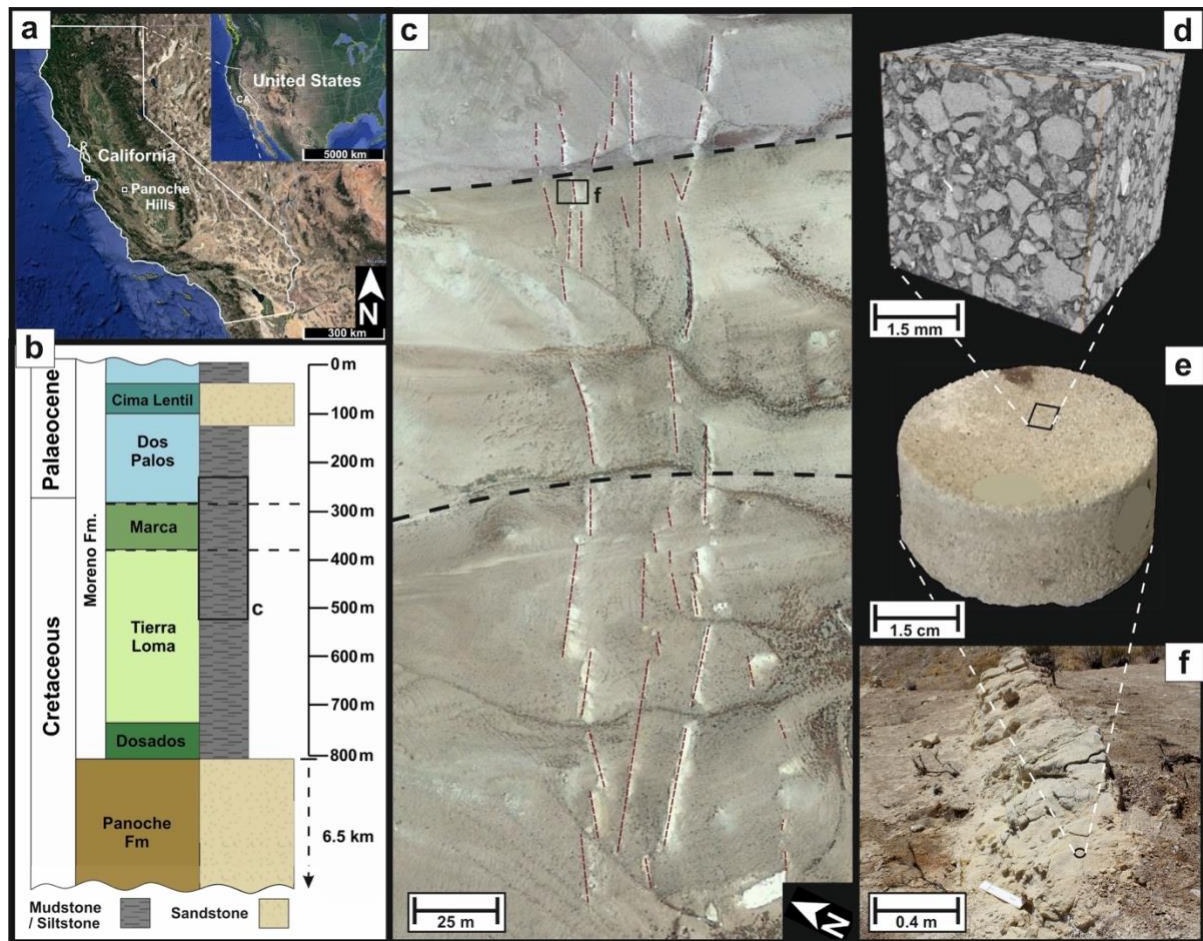 a
United States
CA
5000 km
California
Panoche
Hills
N
300 km
b
Palaeocene
Cretaceous
Moreno Fm.
Cima Lentil
Dos
Palos
Marca
Tierra
Loma
Dosados
Panoche
Fm
0 m
100 m
200 m
300 m
400 m
500 m
600 m
700 m
800 m
6.5 km
c
Mudstone
/ Siltstone
Sandstone
c
f
25 m
N
d
1.5 mm
e
1.5 cm
f
0.4 m